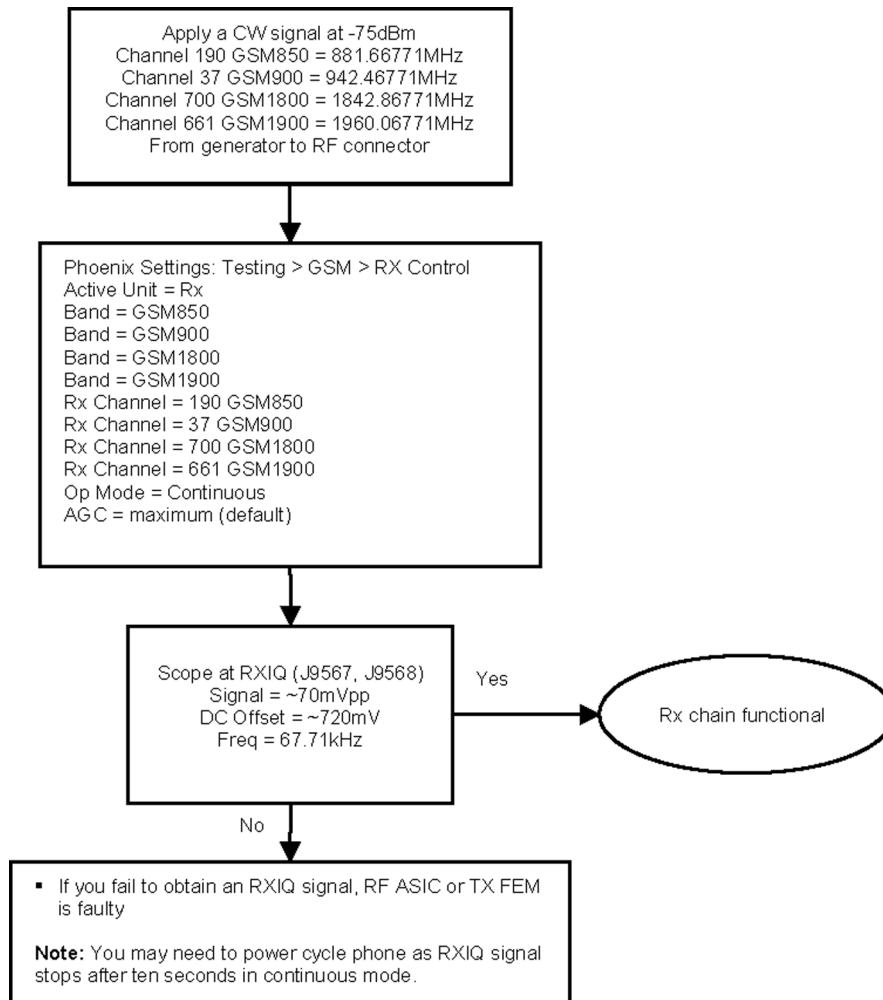 Apply a CW signal at -75dBm
Channel 190 GSM850 = 881.66771MHz
Channel 37 GSM900 = 942.46771MHz
Channel 700 GSM1800 = 1842.86771MHz
Channel 661 GSM1900 = 1960.06771MHz
From generator to RF connector
Phoenix Settings: Testing > GSM > RX Control
Active Unit = Rx
Band = GSM850
Band = GSM900
Band = GSM1800
Band = GSM1900
Rx Channel = 190 GSM850
Rx Channel = 37 GSM900
Rx Channel = 700 GSM1800
Rx Channel = 661 GSM1900
Op Mode = Continuous
AGC = maximum (default)
Scope at RXIQ (J9567, J9568)
Signal = ~70mVpp
DC Offset = ~720mV
Freq = 67.71kHz
Yes
Rx chain functional
No
▪ If you fail to obtain an RXIQ signal, RF ASIC or TX FEM
is faulty
Note: You may need to power cycle phone as RXIQ signal
stops after ten seconds in continuous mode.